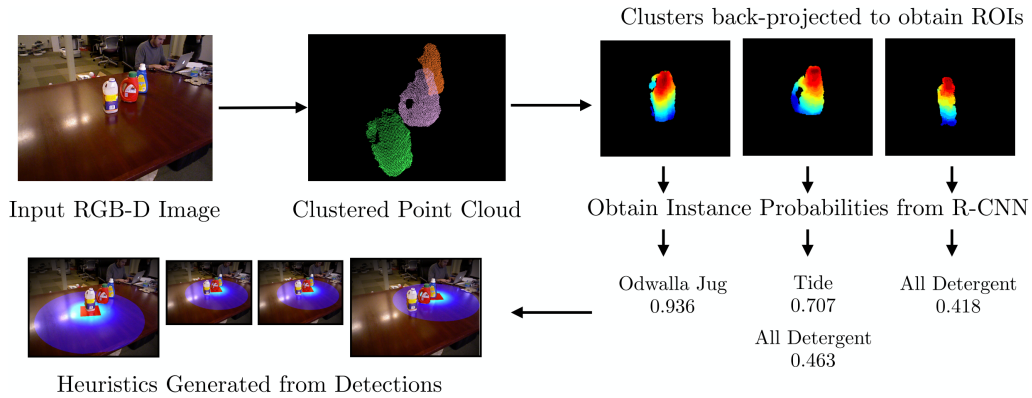 Clusters back-projected to obtain ROIs
Input RGB-D Image
Clustered Point Cloud
Obtain Instance Probabilities from R-CNN
Odwalla Jug
0.936
Tide
0.707
All Detergent
0.463
All Detergent
0.418
Heuristics Generated from Detections